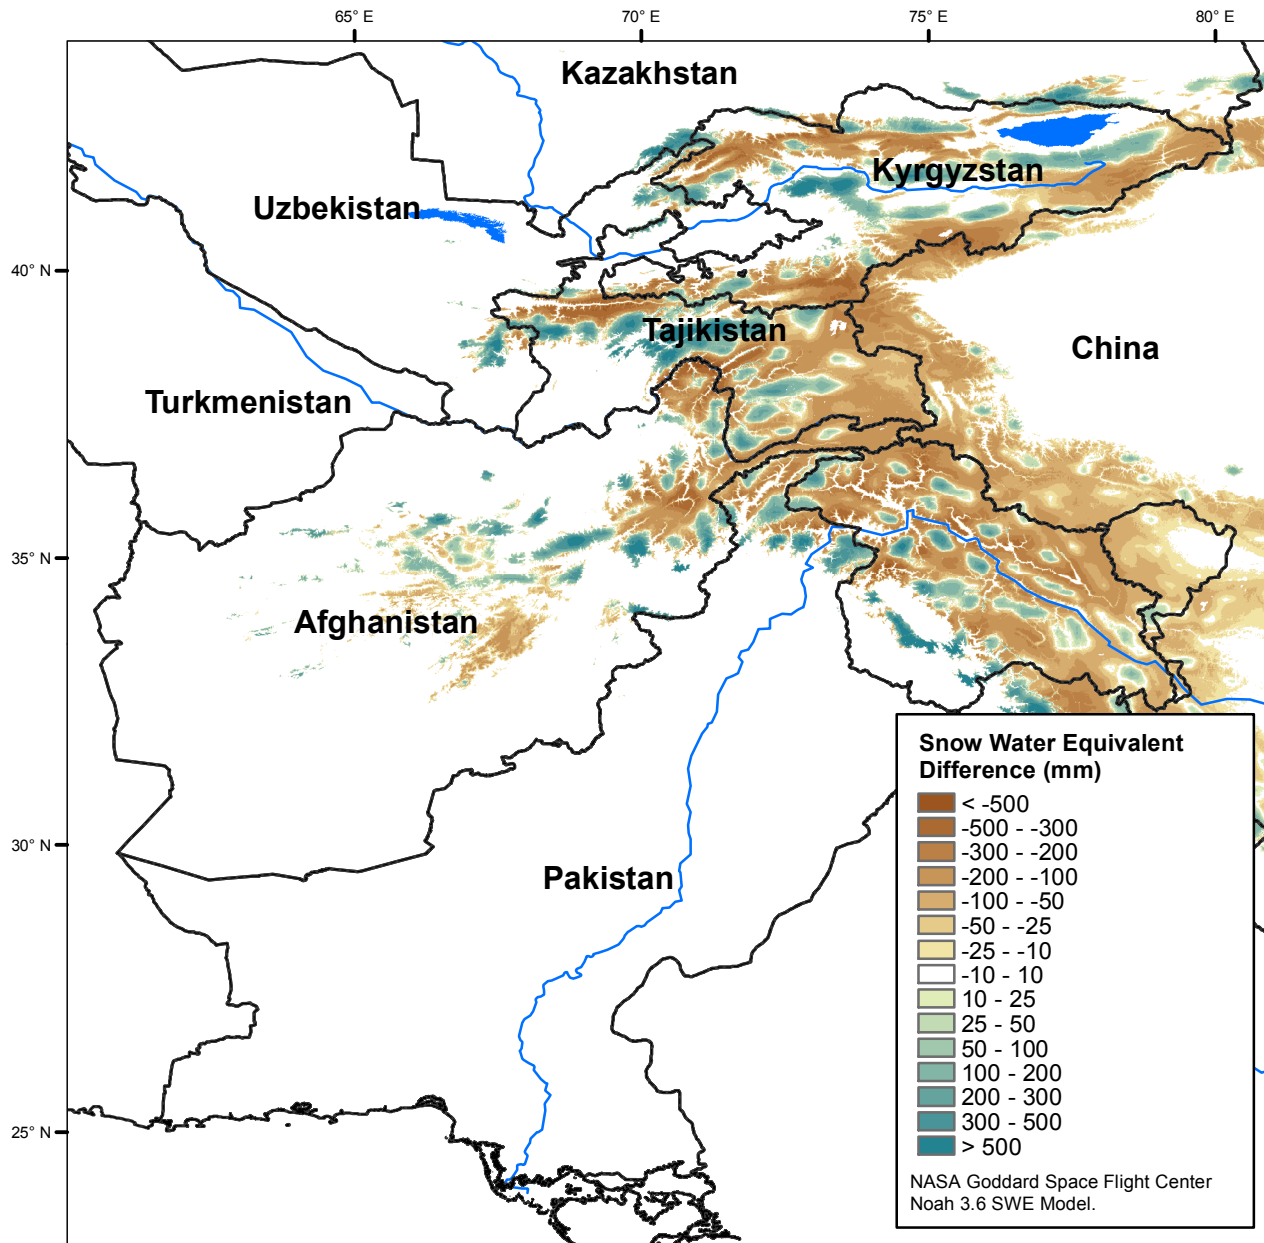 65° E
70° E
75° E
80° E
Kazakhstan
Kyrgyzstan
Uzbekistan
40° N
Tajikistan
China
Turkmenistan
35° N
Afghanistan
30° N
Pakistan
25° N
Snow Water Equivalent
Difference (mm)
< -500
-500 - -300
-300 - -200
-200 - -100
-100 - -50
-50 - -25
-25 - -10
-10 - 10
10 - 25
25 - 50
50 - 100
100 - 200
200 - 300
300 - 500
> 500
NASA Goddard Space Flight Center
Noah 3.6 SWE Model.